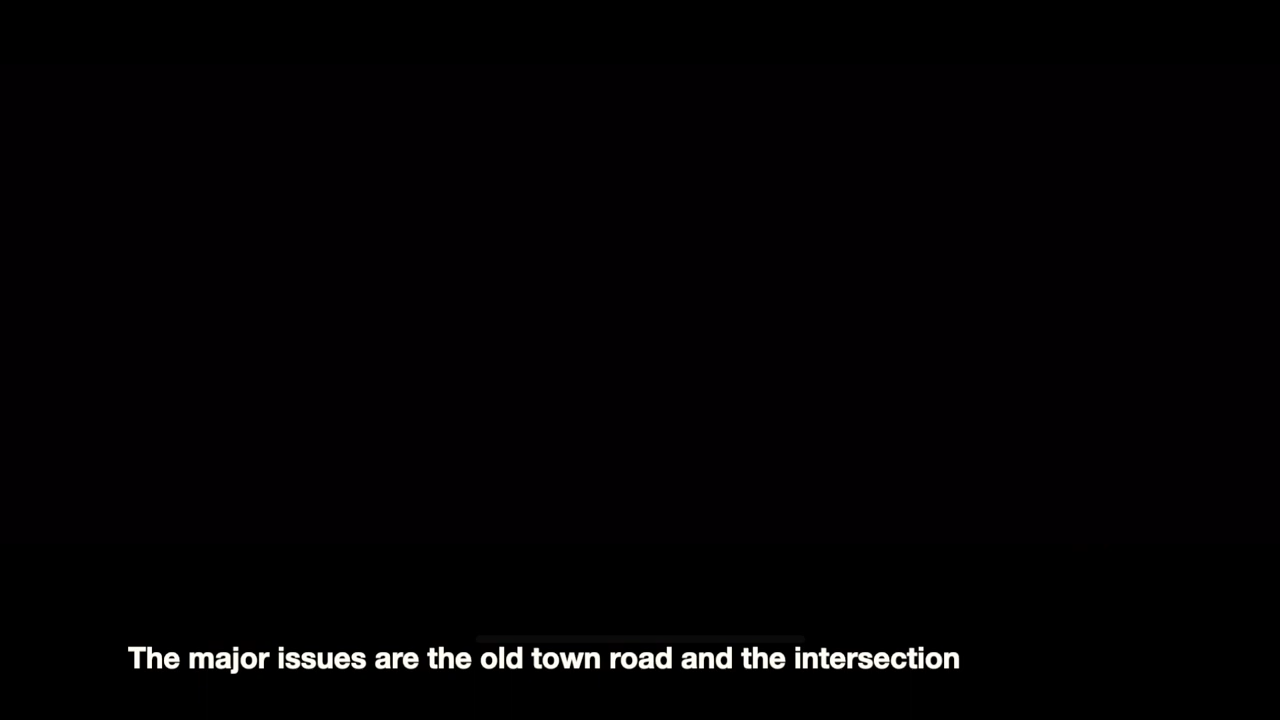 The major issues are the old town road and the intersection